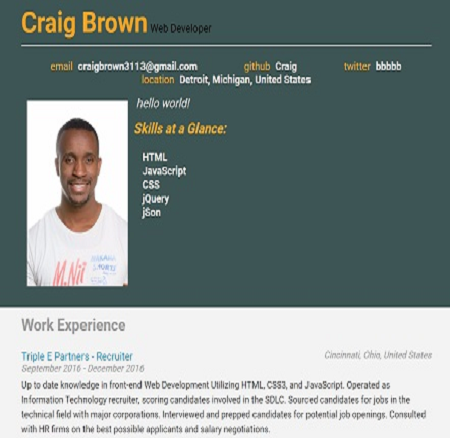 Craig Brown Web Developer
email craigbrown3113@gmail.com github Craig twitter bbbbb
location Detroit, Michigan, United States
hello world!
Skills at a Glance:
HTML
JavaScript
CSS
jQuery
jSon
Work Experience
Triple E Partners - Recruiter Cincinnati, Ohio, United States
September 2016 - December 2016
Up to date knowledge in front-end Web Development Utilizing HTML, CSS3, and JavaScript. Operated as
Information Technology recruiter, scoring candidates involved in the SDLC. Sourced candidates for jobs in the
technical field with major corporations. Interviewed and prepped candidates for potential job openings. Consulted
with HR firms on the best possible applicants and salary negotiations.